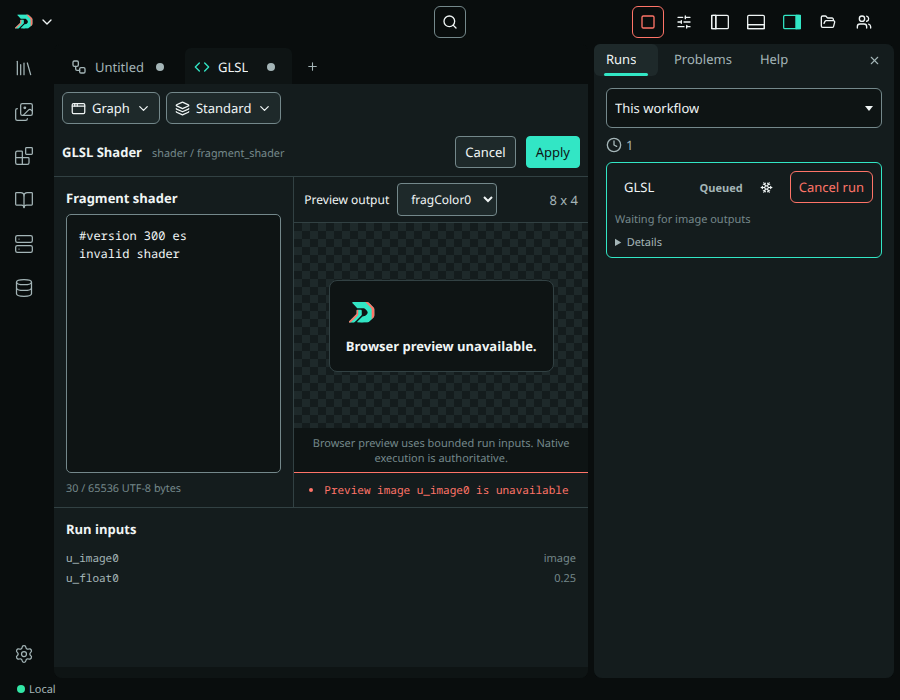 Untitled
GLSL
Runs
Problems
Help
Graph
Standard
This workflow
GLSL Shader
shader / fragment_shader
Cancel
Apply
1
GLSL
Queued
Cancel run
Waiting for image outputs
Details
Fragment shader
#version 300 es
invalid shader
30 / 65536 UTF-8 bytes
Preview output
fragColor0
8 x 4
Browser preview unavailable.
Browser preview uses bounded run inputs. Native
execution is authoritative.
• Preview image u_image0 is unavailable
Run inputs
u_image0
image
u_float0
0.25
Local